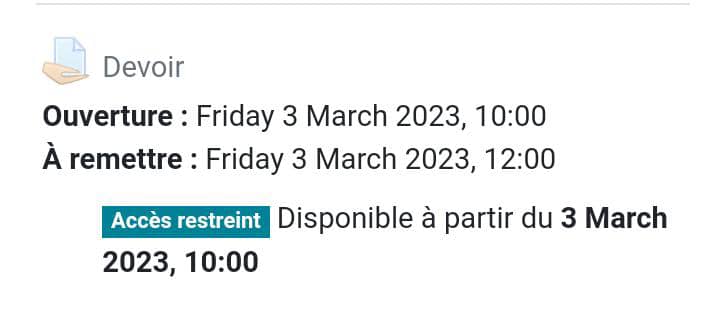 Devoir
Ouverture : Friday 3 March 2023, 10:00
À remettre : Friday 3 March 2023, 12:00
Accès restreint Disponible à partir du 3 March
2023, 10:00